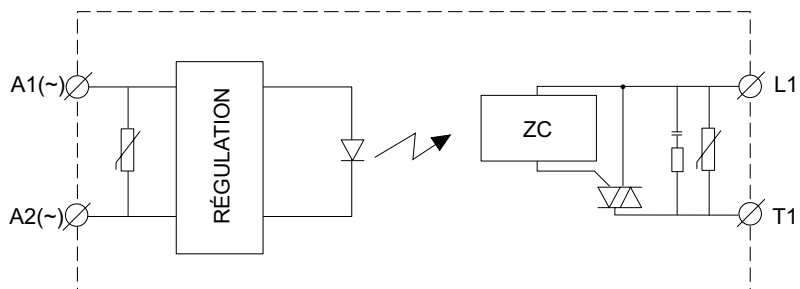 A1(~)
A2(~)
RÉGULATION
ZC
L1
T1